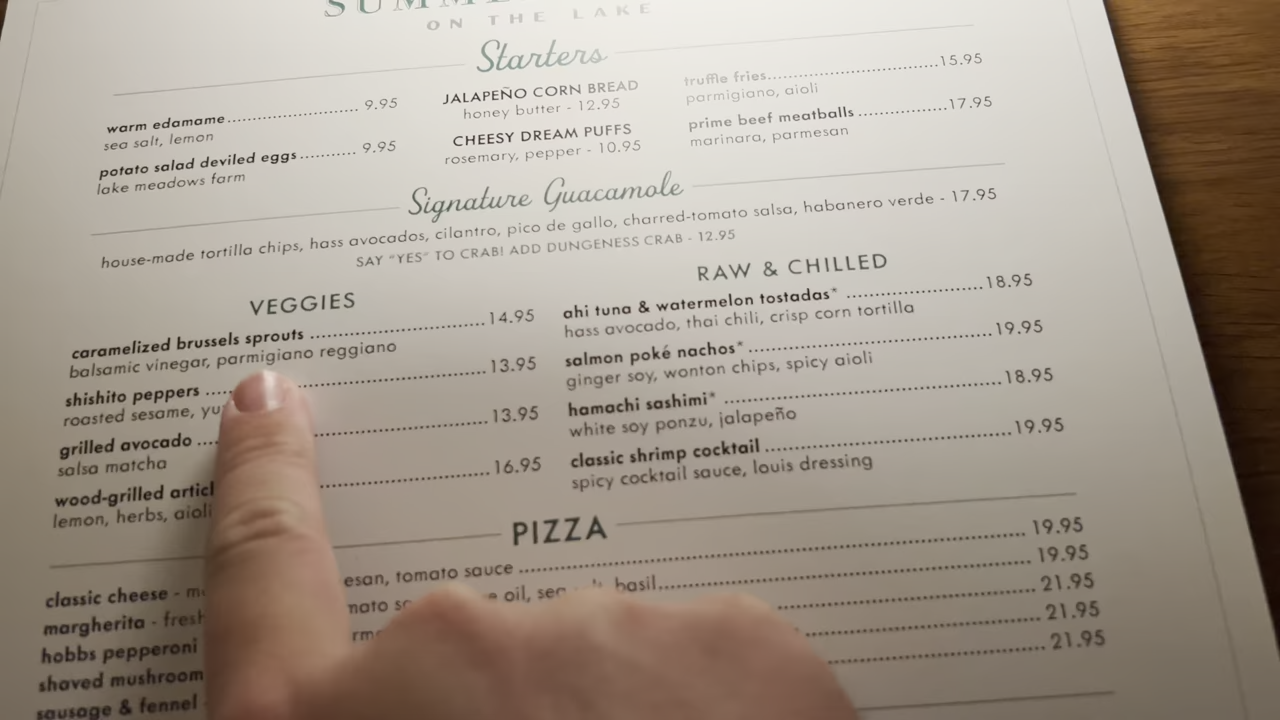 ON THE LAKE
Starters
warm edamame 9.95
sea salt, lemon
potato salad deviled eggs 9.95
lake meadows farm
JALAPEÑO CORN BREAD
honey butter - 12.95
CHEESY DREAM PUFFS
rosemary, pepper - 10.95
truffle fries 15.95
parmigiano, aioli
prime beef meatballs 17.95
marinara, parmesan
Signature Guacamole
house-made tortilla chips, hass avocados, cilantro, pico de gallo, charred-tomato salsa, habanero verde - 17.95
SAY "YES" TO CRAB! ADD DUNGENESS CRAB - 12.95
VEGGIES
caramelized brussels sprouts 14.95
balsamic vinegar, parmigiano reggiano
shishito peppers 13.95
roasted sesame,
grilled avocado 13.95
salsa matcha
wood-grilled 16.95
lemon, herbs, aioli
RAW & CHILLED
ahi tuna & watermelon tostadas* 18.95
hass avocado, thai chili, crisp corn tortilla
salmon poké nachos* 19.95
ginger soy, wonton chips, spicy aioli
hamachi sashimi* 18.95
white soy ponzu, jalapeño
classic shrimp cocktail 19.95
spicy cocktail sauce, louis dressing
PIZZA
classic cheese - tomato sauce 19.95
margherita - oil, basil 19.95
hobbs pepperoni 21.95
shaved mushroom 21.95
sausage & fennel 21.95